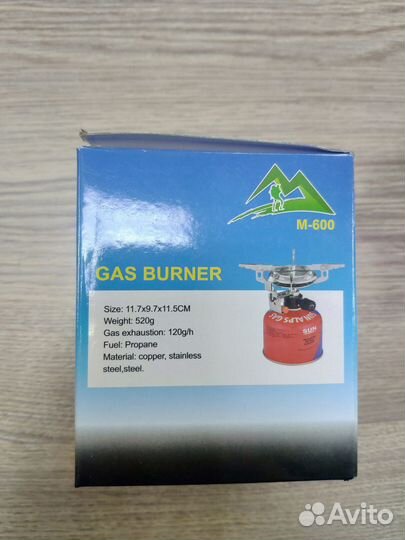 M-600
GAS BURNER
Size: 11.7x9.7x11.5CM
Weight: 520g
Gas exhaustion: 120g/h
Fuel: Propane
Material: copper, stainless
steel,steel.
SUN
Avito